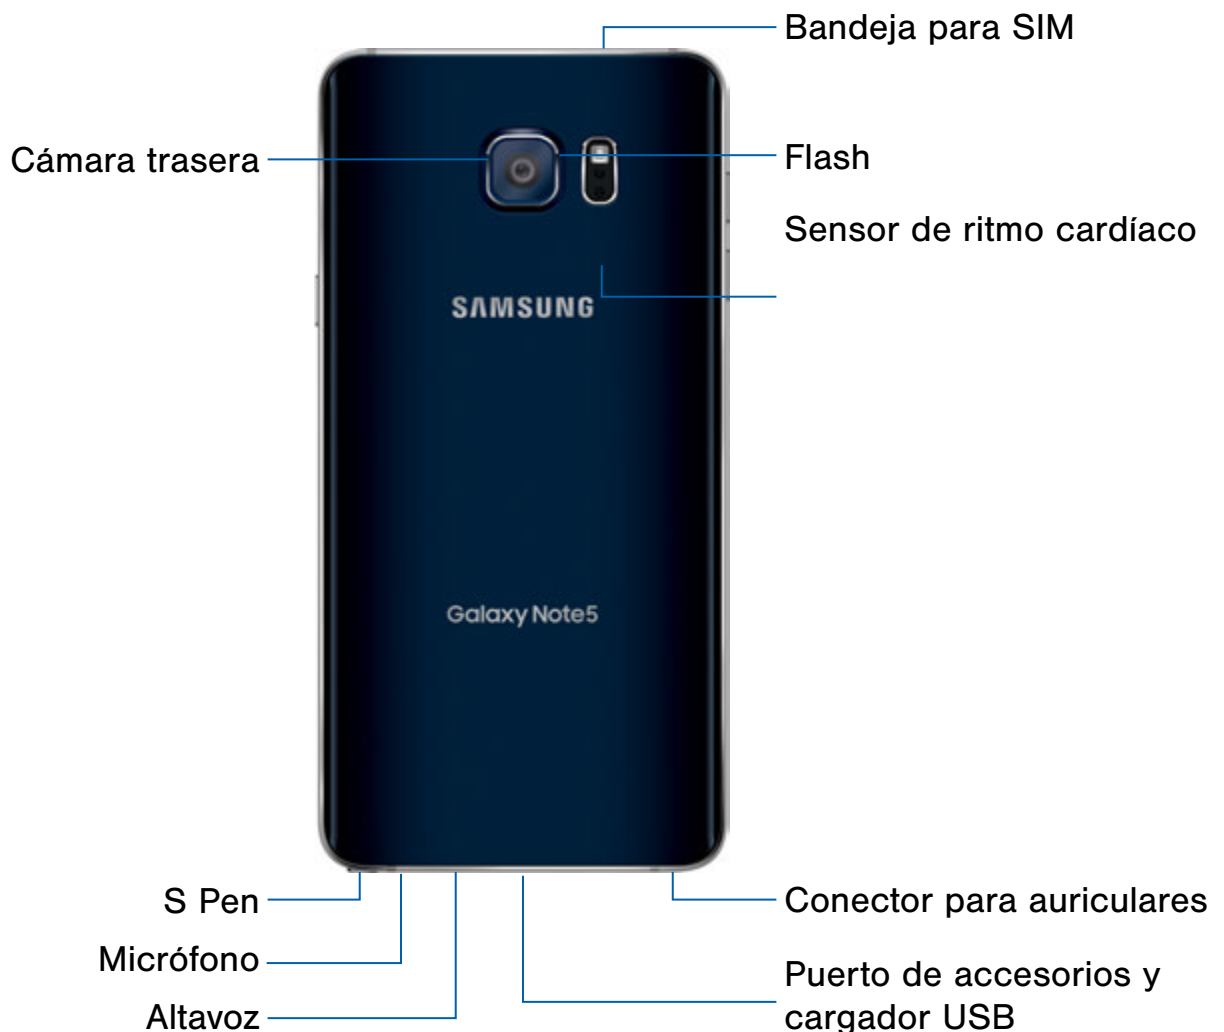 Bandeja para SIM
Cámara trasera
Flash
Sensor de ritmo cardíaco
SAMSUNG
Galaxy Note5
S Pen
Conector para auriculares
Micrófono
Puerto de accesorios y
cargador USB
Altavoz